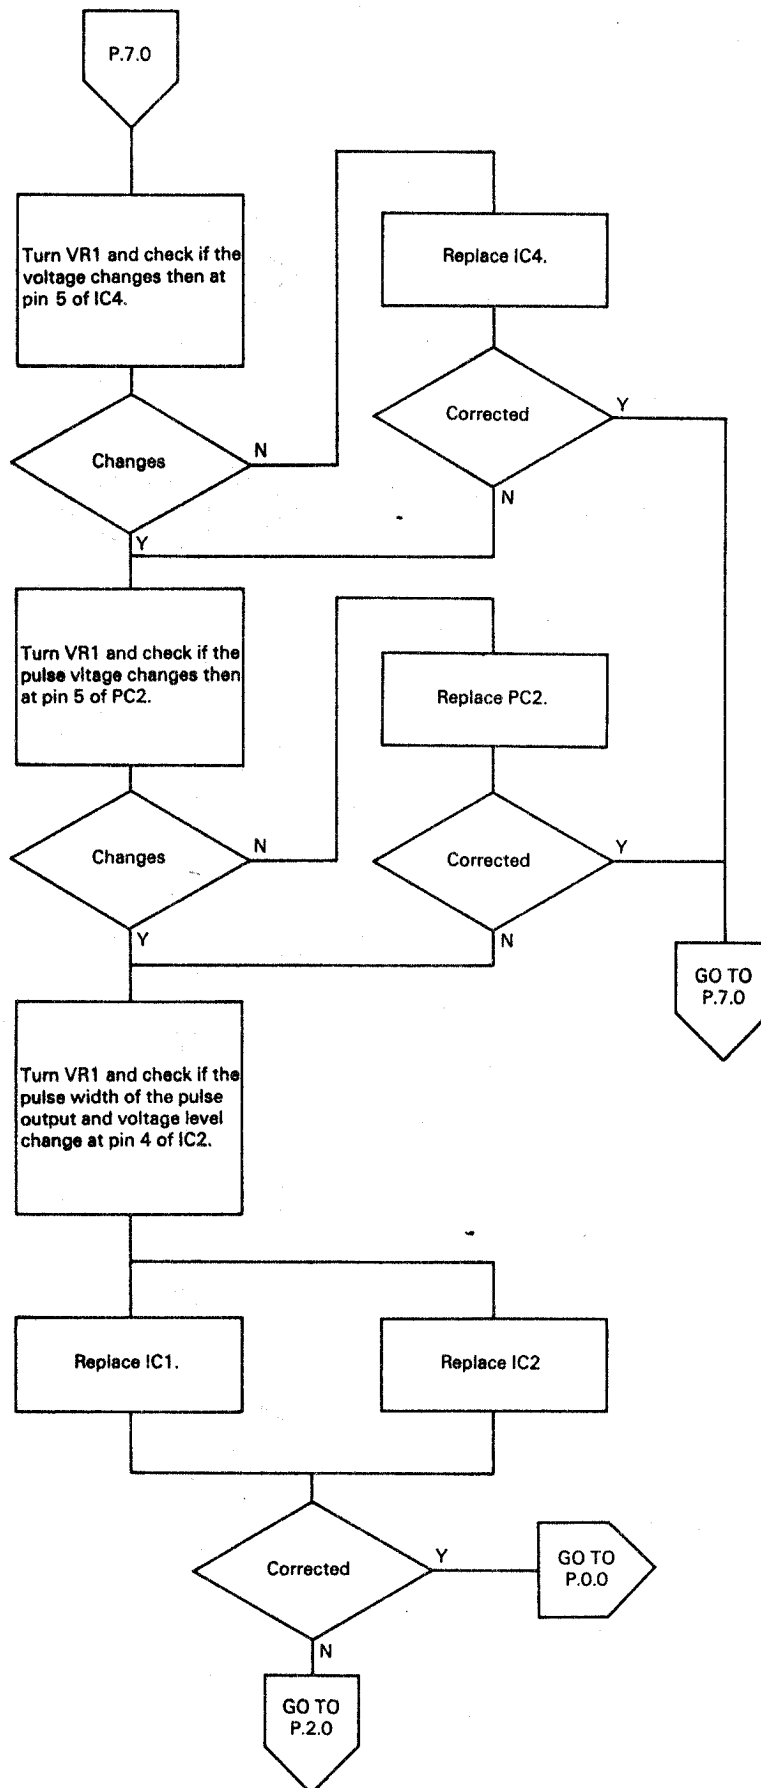 P.7.0
Turn VR1 and check if the
voltage changes then at
pin 5 of IC4.
Replace IC4.
Changes
N
Corrected
Y
N
Y
Turn VR1 and check if the
pulse vltage changes then
at pin 5 of PC2.
Replace PC2.
Changes
N
Corrected
Y
N
Y
GO TO
P.7.0
Turn VR1 and check if the
pulse width of the pulse
output and voltage level
change at pin 4 of IC2.
Replace IC1.
Replace IC2
Corrected
Y
GO TO
P.0.0
N
GO TO
P.2.0